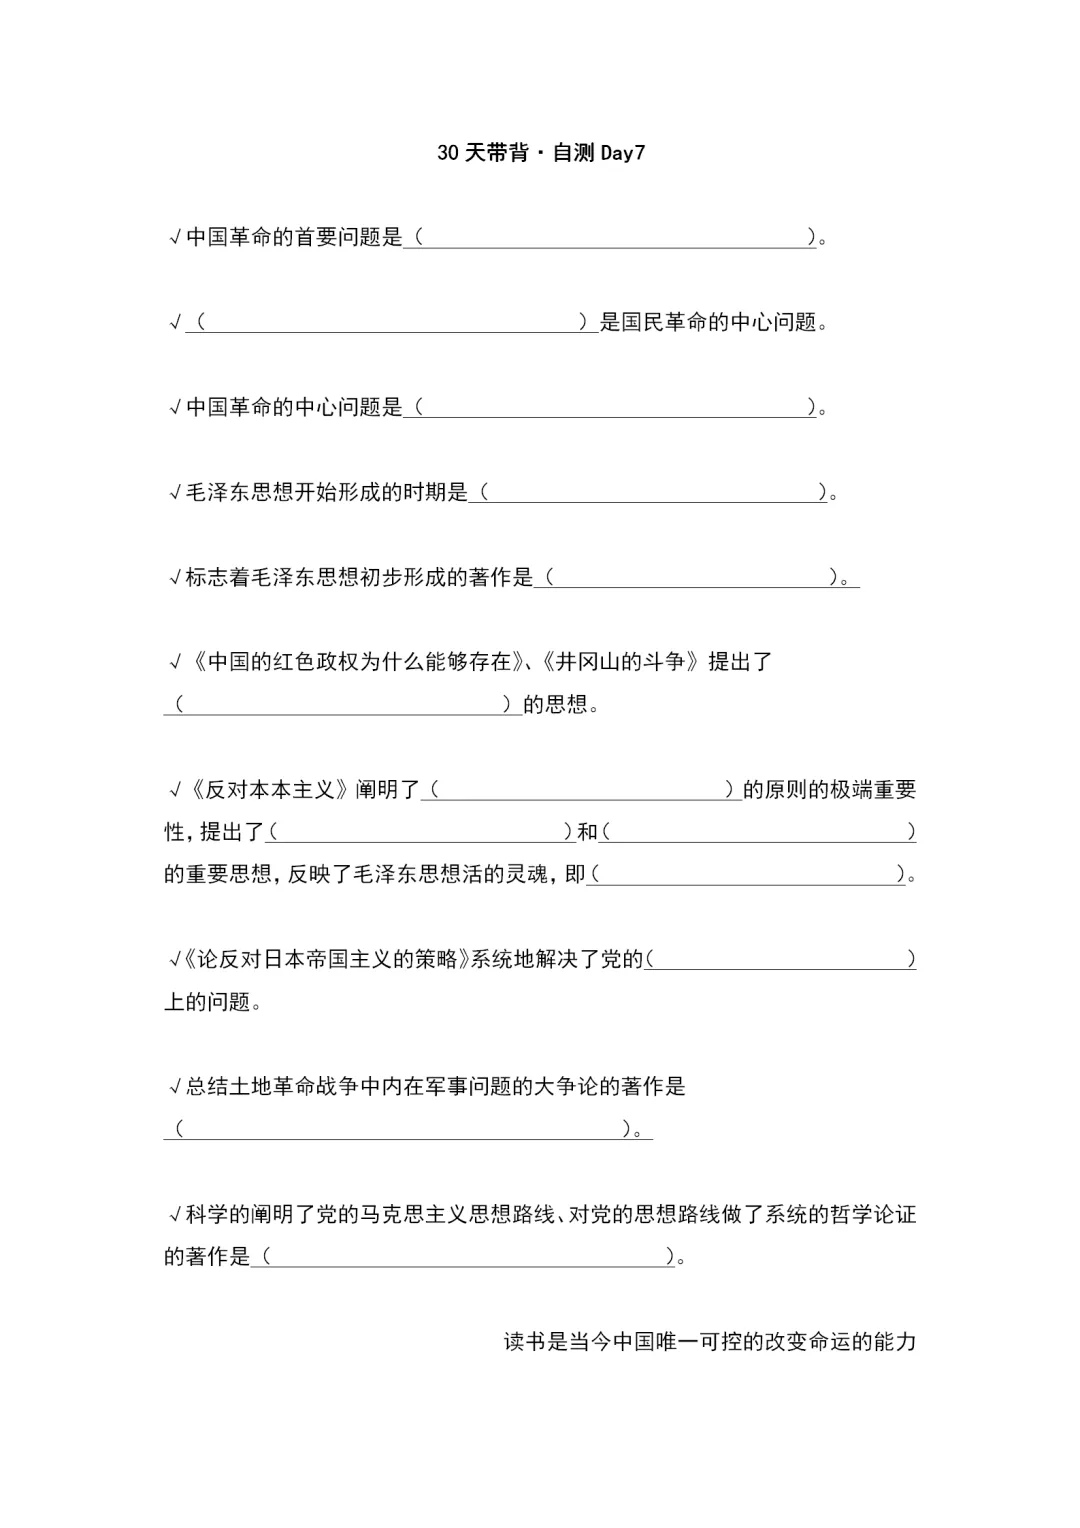 30 天带背·自测 Day7
√中国革命的首要问题是（ ）。
√（ ）是国民革命的中心问题。
√中国革命的中心问题是（ ）。
√毛泽东思想开始形成的时期是（ ）。
√标志着毛泽东思想初步形成的著作是（ ）。
√《中国的红色政权为什么能够存在》、《井冈山的斗争》提出了
（ ）的思想。
√《反对本本主义》阐明了（ ）的原则的极端重要
性，提出了（ ）和（ ）
的重要思想，反映了毛泽东思想活的灵魂，即（ ）。
√《论反对日本帝国主义的策略》系统地解决了党的（ ）
上的问题。
√总结土地革命战争中内在军事问题的大争论的著作是
（ ）。
√科学的阐明了党的马克思主义思想路线、对党的思想路线做了系统的哲学论证
的著作是（ ）。
读书是当今中国唯一可控的改变命运的能力